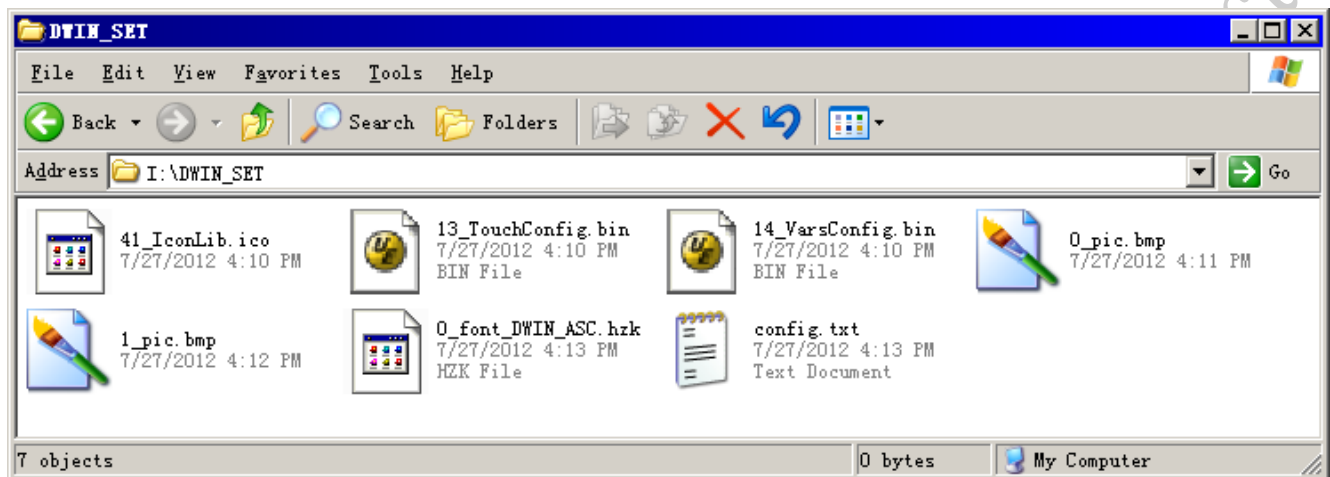 DWIN_SET
File Edit View Favorites Tools Help
Back Search Folders
Address I:\DWIN_SET Go
41_IconLib.ico
7/27/2012 4:10 PM
13_TouchConfig.bin
7/27/2012 4:10 PM
BIN File
14_VarsConfig.bin
7/27/2012 4:10 PM
BIN File
0_pic.bmp
7/27/2012 4:11 PM
1_pic.bmp
7/27/2012 4:12 PM
0_font_DWIN_ASC.hzk
7/27/2012 4:13 PM
HZK File
config.txt
7/27/2012 4:13 PM
Text Document
7 objects 0 bytes My Computer